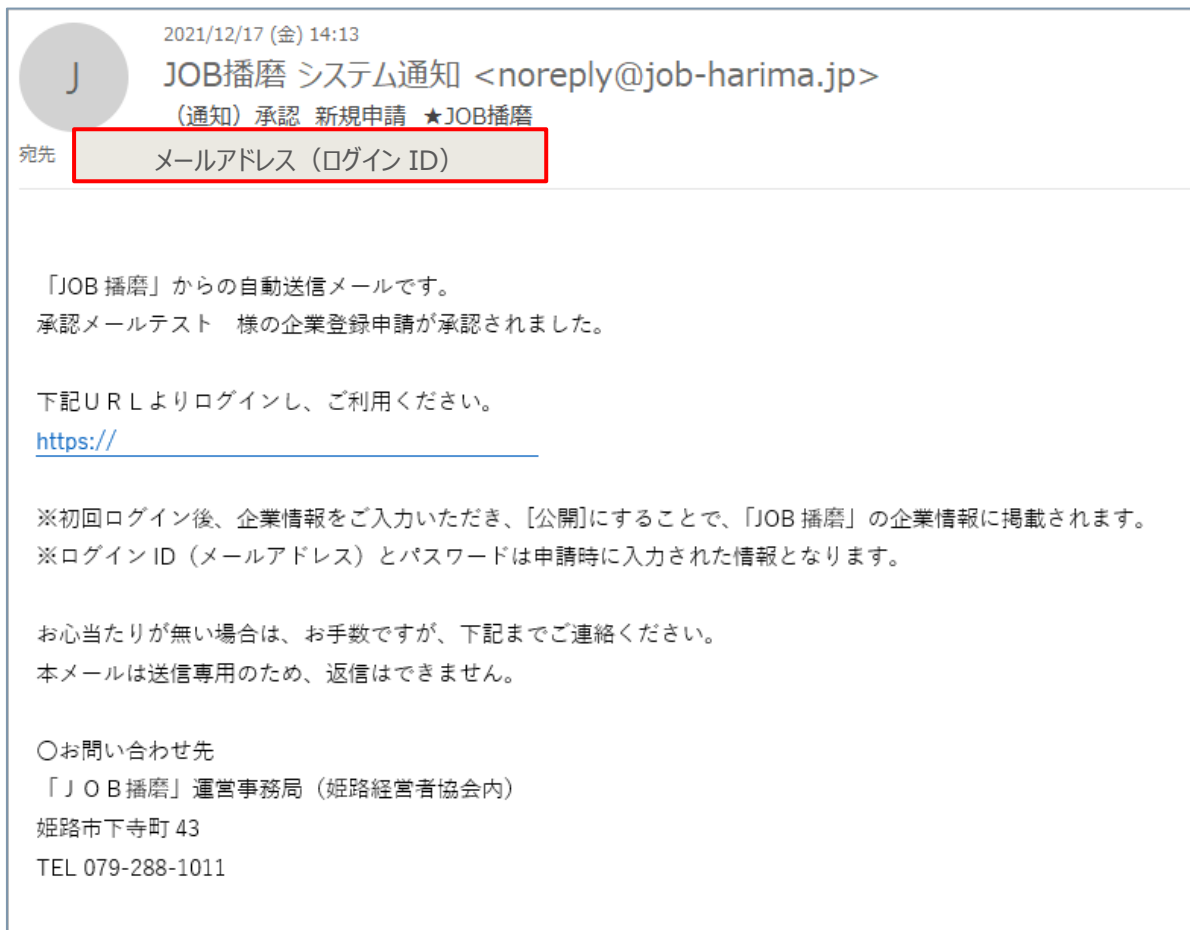 2021/12/17 (金) 14:13
J
JOB播磨 システム通知 <noreply@job-harima.jp>
（通知）承認 新規申請 ★JOB播磨
宛先
メールアドレス（ログイン ID）
「JOB 播磨」からの自動送信メールです。
承認メールテスト　様の企業登録申請が承認されました。
下記ＵＲＬよりログインし、ご利用ください。
https://
※初回ログイン後、企業情報をご入力いただき、[公開]にすることで、「JOB 播磨」の企業情報に掲載されます。
※ログイン ID（メールアドレス）とパスワードは申請時に入力された情報となります。
お心当たりが無い場合は、お手数ですが、下記までご連絡ください。
本メールは送信専用のため、返信はできません。
〇お問い合わせ先
「ＪＯＢ播磨」運営事務局（姫路経営者協会内）
姫路市下寺町 43
TEL 079-288-1011